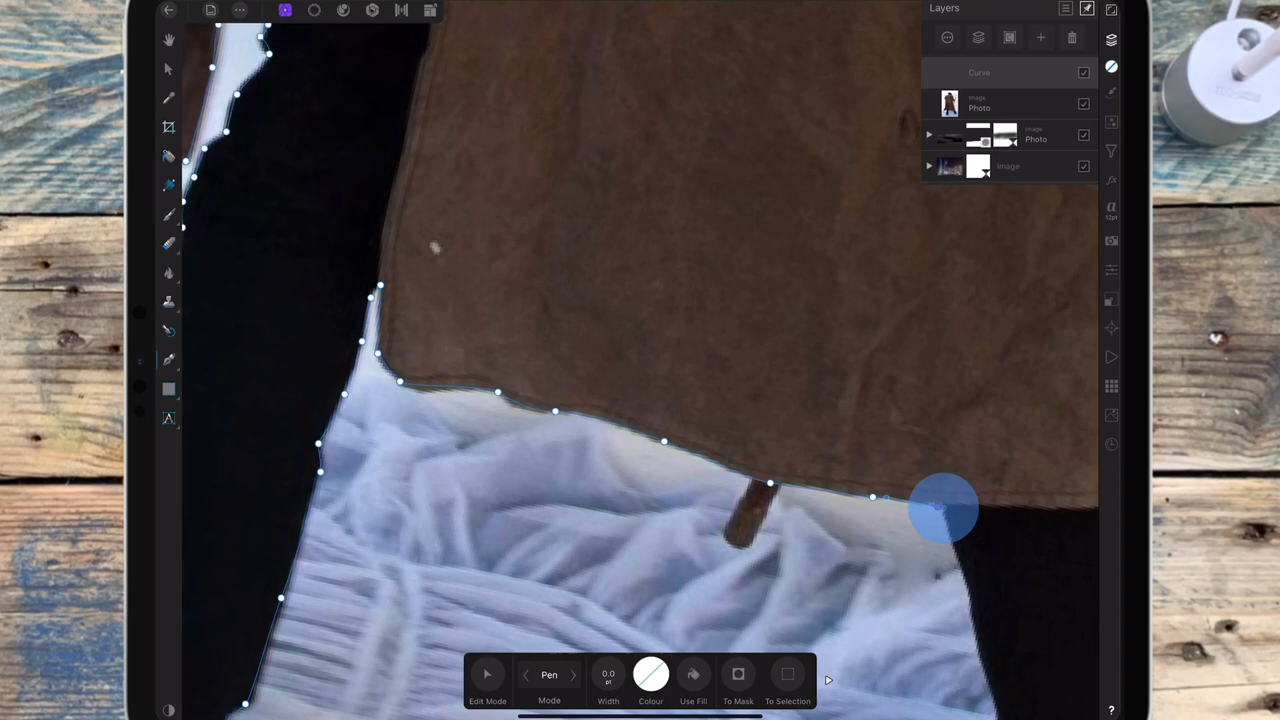 Layers
Curve
image
Photo
image
Photo
Image
12pt
A
0.0
pt
Pen
Edit Mode
Mode
Width
Colour
Use Fill
To Mask
To Selection
?